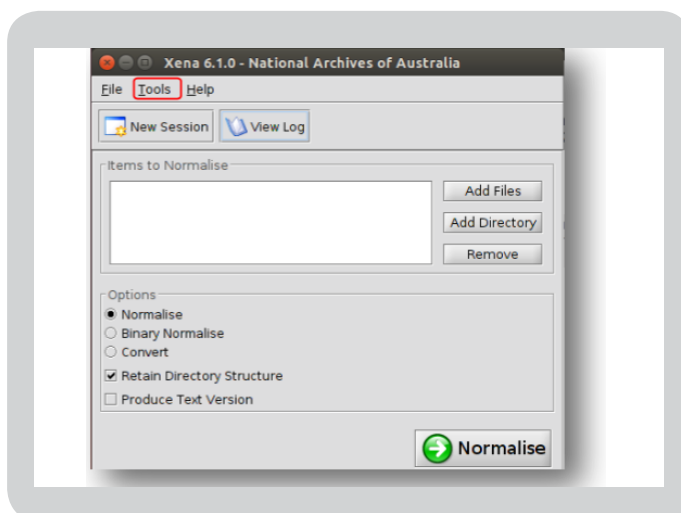 Xena 6.1.0 - National Archives of Australia
File Tools Help
New Session View Log
Items to Normalise
Add Files
Add Directory
Remove
Options
Normalise
Binary Normalise
Convert
Retain Directory Structure
Produce Text Version
Normalise